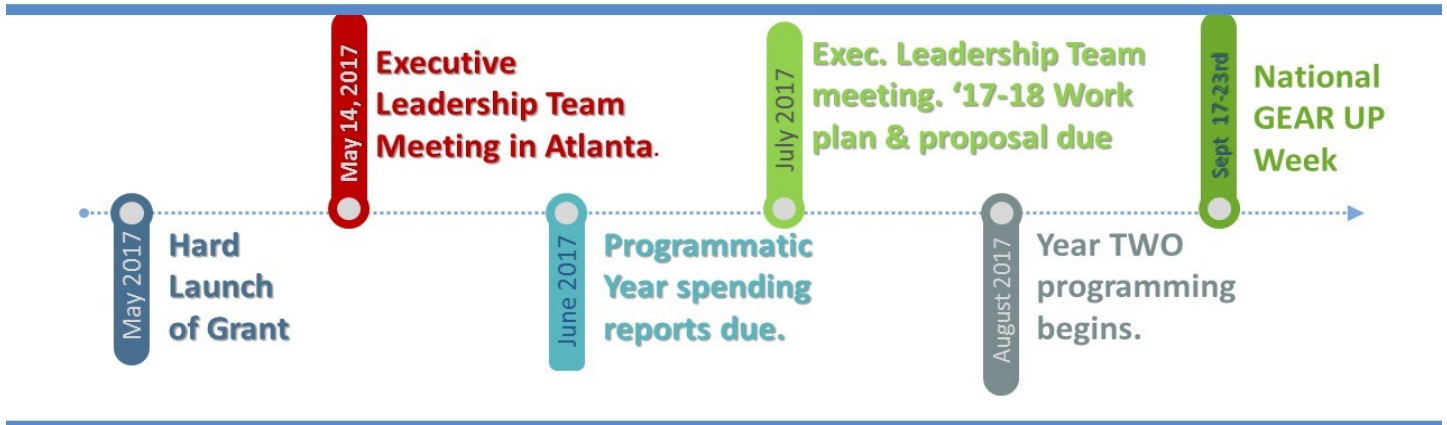 May 2017
Hard
Launch
of Grant
May 14, 2017
Executive
Leadership Team
Meeting in Atlanta.
June 2017
Programmatic
Year spending
reports due.
July 2017
Exec. Leadership Team
meeting. ‘17-18 Work
plan & proposal due
August 2017
Year TWO
programming
begins.
Sept 17-23rd
National
GEAR UP
Week